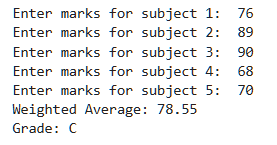 Enter marks for subject 1:  76
Enter marks for subject 2:  89
Enter marks for subject 3:  90
Enter marks for subject 4:  68
Enter marks for subject 5:  70
Weighted Average: 78.55
Grade: C